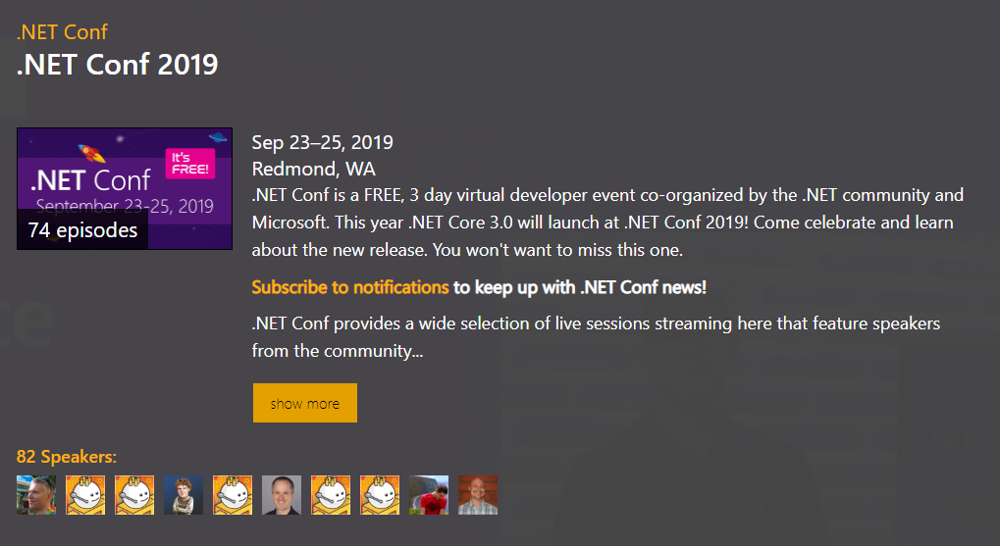 .NET Conf
.NET Conf 2019
It's
FREE!
.NET Conf
September 23-25, 2019
74 episodes
Sep 23–25, 2019
Redmond, WA
.NET Conf is a FREE, 3 day virtual developer event co-organized by the .NET community and
Microsoft. This year .NET Core 3.0 will launch at .NET Conf 2019! Come celebrate and learn
about the new release. You won't want to miss this one.
Subscribe to notifications to keep up with .NET Conf news!
.NET Conf provides a wide selection of live sessions streaming here that feature speakers
from the community...
show more
82 Speakers: